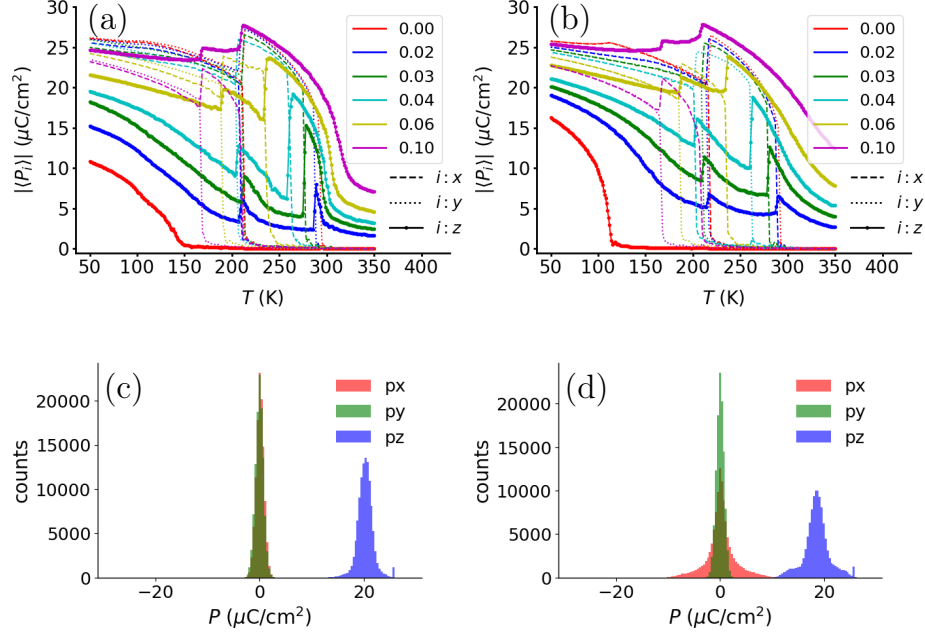 (a)
(b)
|⟨Pᵢ⟩| (μC/cm²)
30
25
20
15
10
5
0
50 100 150 200 250 300 350 400
T (K)
0.00
0.02
0.03
0.04
0.06
0.10
i : x
i : y
i : z
|⟨Pᵢ⟩| (μC/cm²)
30
25
20
15
10
5
0
50 100 150 200 250 300 350 400
T (K)
0.00
0.02
0.03
0.04
0.06
0.10
i : x
i : y
i : z
(c)
counts
20000
15000
10000
5000
0
−20 0 20
P (μC/cm²)
px
py
pz
(d)
counts
20000
15000
10000
5000
0
−20 0 20
P (μC/cm²)
px
py
pz